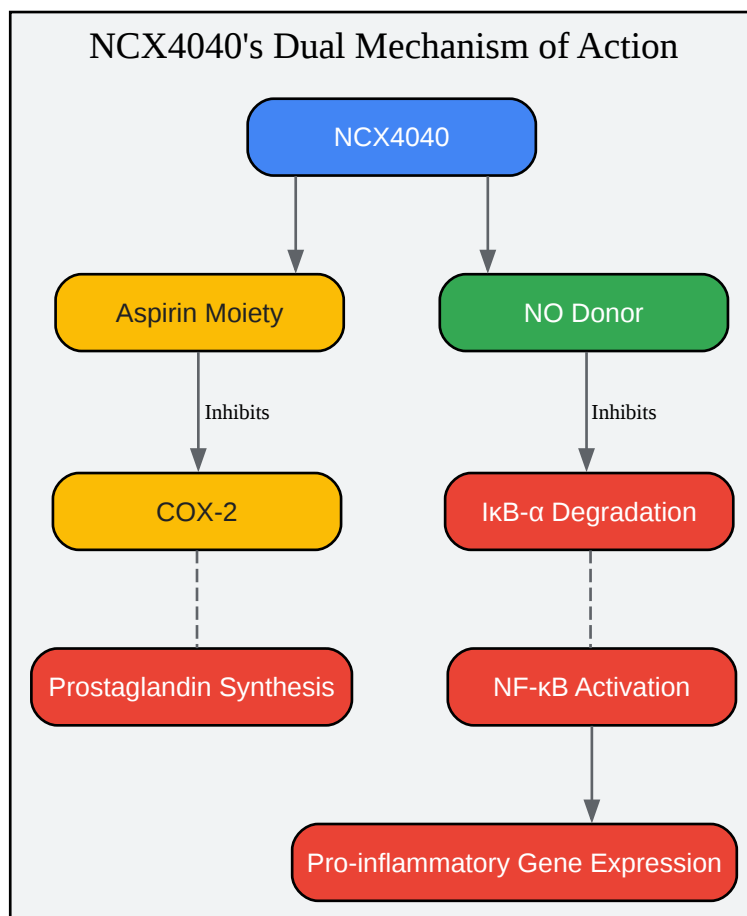 NCX4040's Dual Mechanism of Action
NCX4040
Aspirin Moiety
NO Donor
Inhibits
Inhibits
COX-2
IκB-α Degradation
Prostaglandin Synthesis
NF-κB Activation
Pro-inflammatory Gene Expression